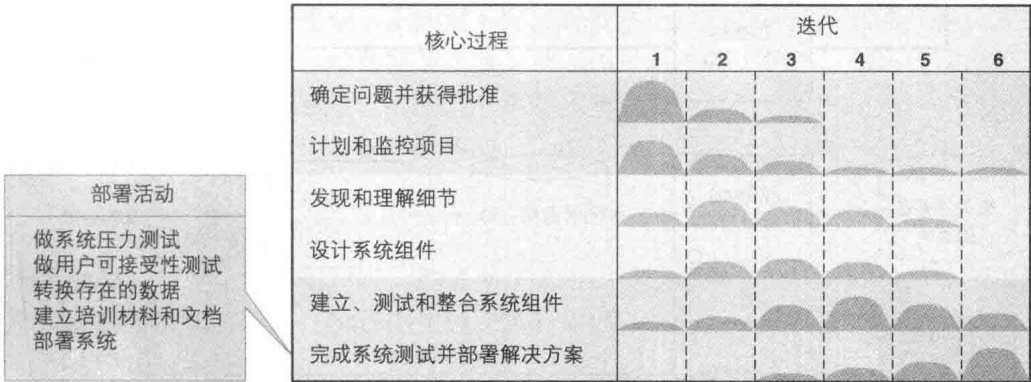 核心过程
迭代
1 2 3 4 5 6
确定问题并获得批准
计划和监控项目
发现和理解细节
设计系统组件
建立、测试和整合系统组件
完成系统测试并部署解决方案
部署活动
做系统压力测试
做用户可接受性测试
转换存在的数据
建立培训材料和文档
部署系统